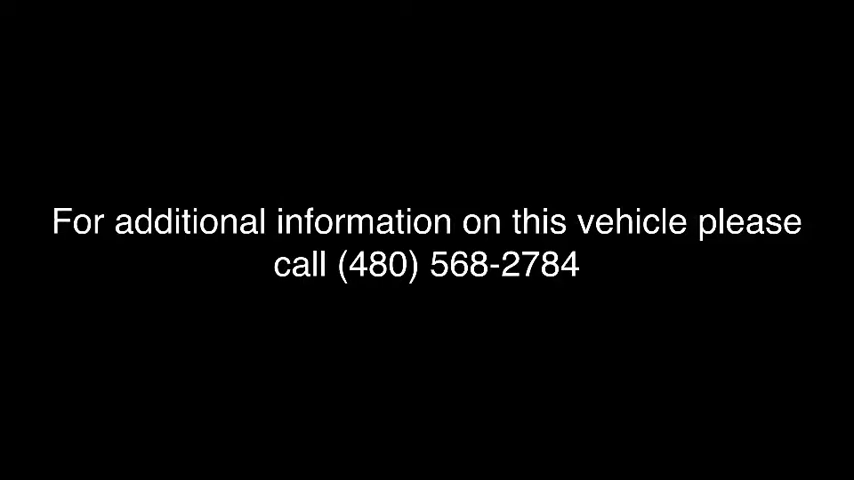 For additional information on this vehicle please
call (480) 568-2784